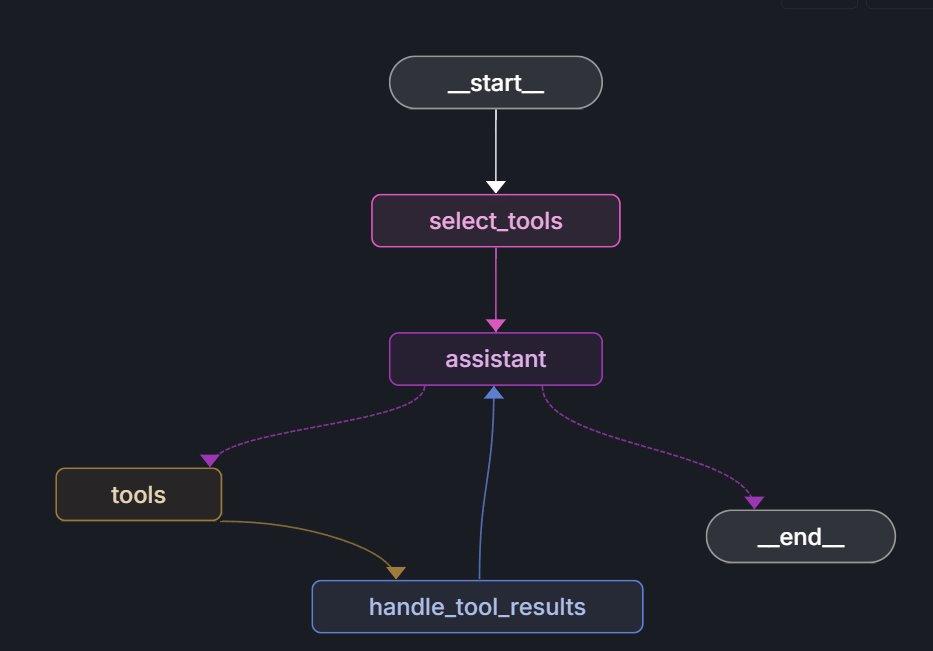 __start__
select_tools
assistant
tools
__end__
handle_tool_results